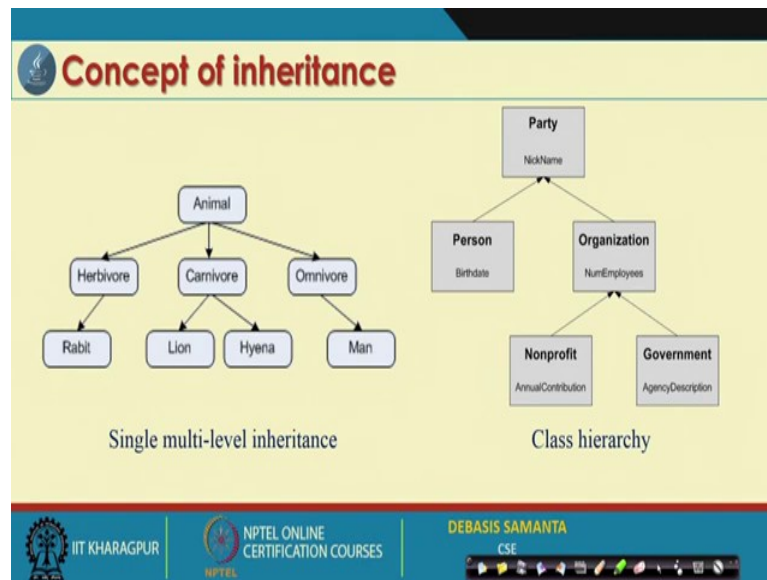 Concept of inheritance
Animal
Herbivore
Carnivore
Omnivore
Rabit
Lion
Hyena
Man
Single multi-level inheritance
Party
NickName
Person
Birthdate
Organization
NumEmployees
Nonprofit
AnnualContribution
Government
AgencyDescription
Class hierarchy
IIT KHARAGPUR
NPTEL
NPTEL ONLINE
CERTIFICATION COURSES
DEBASIS SAMANTA
CSE